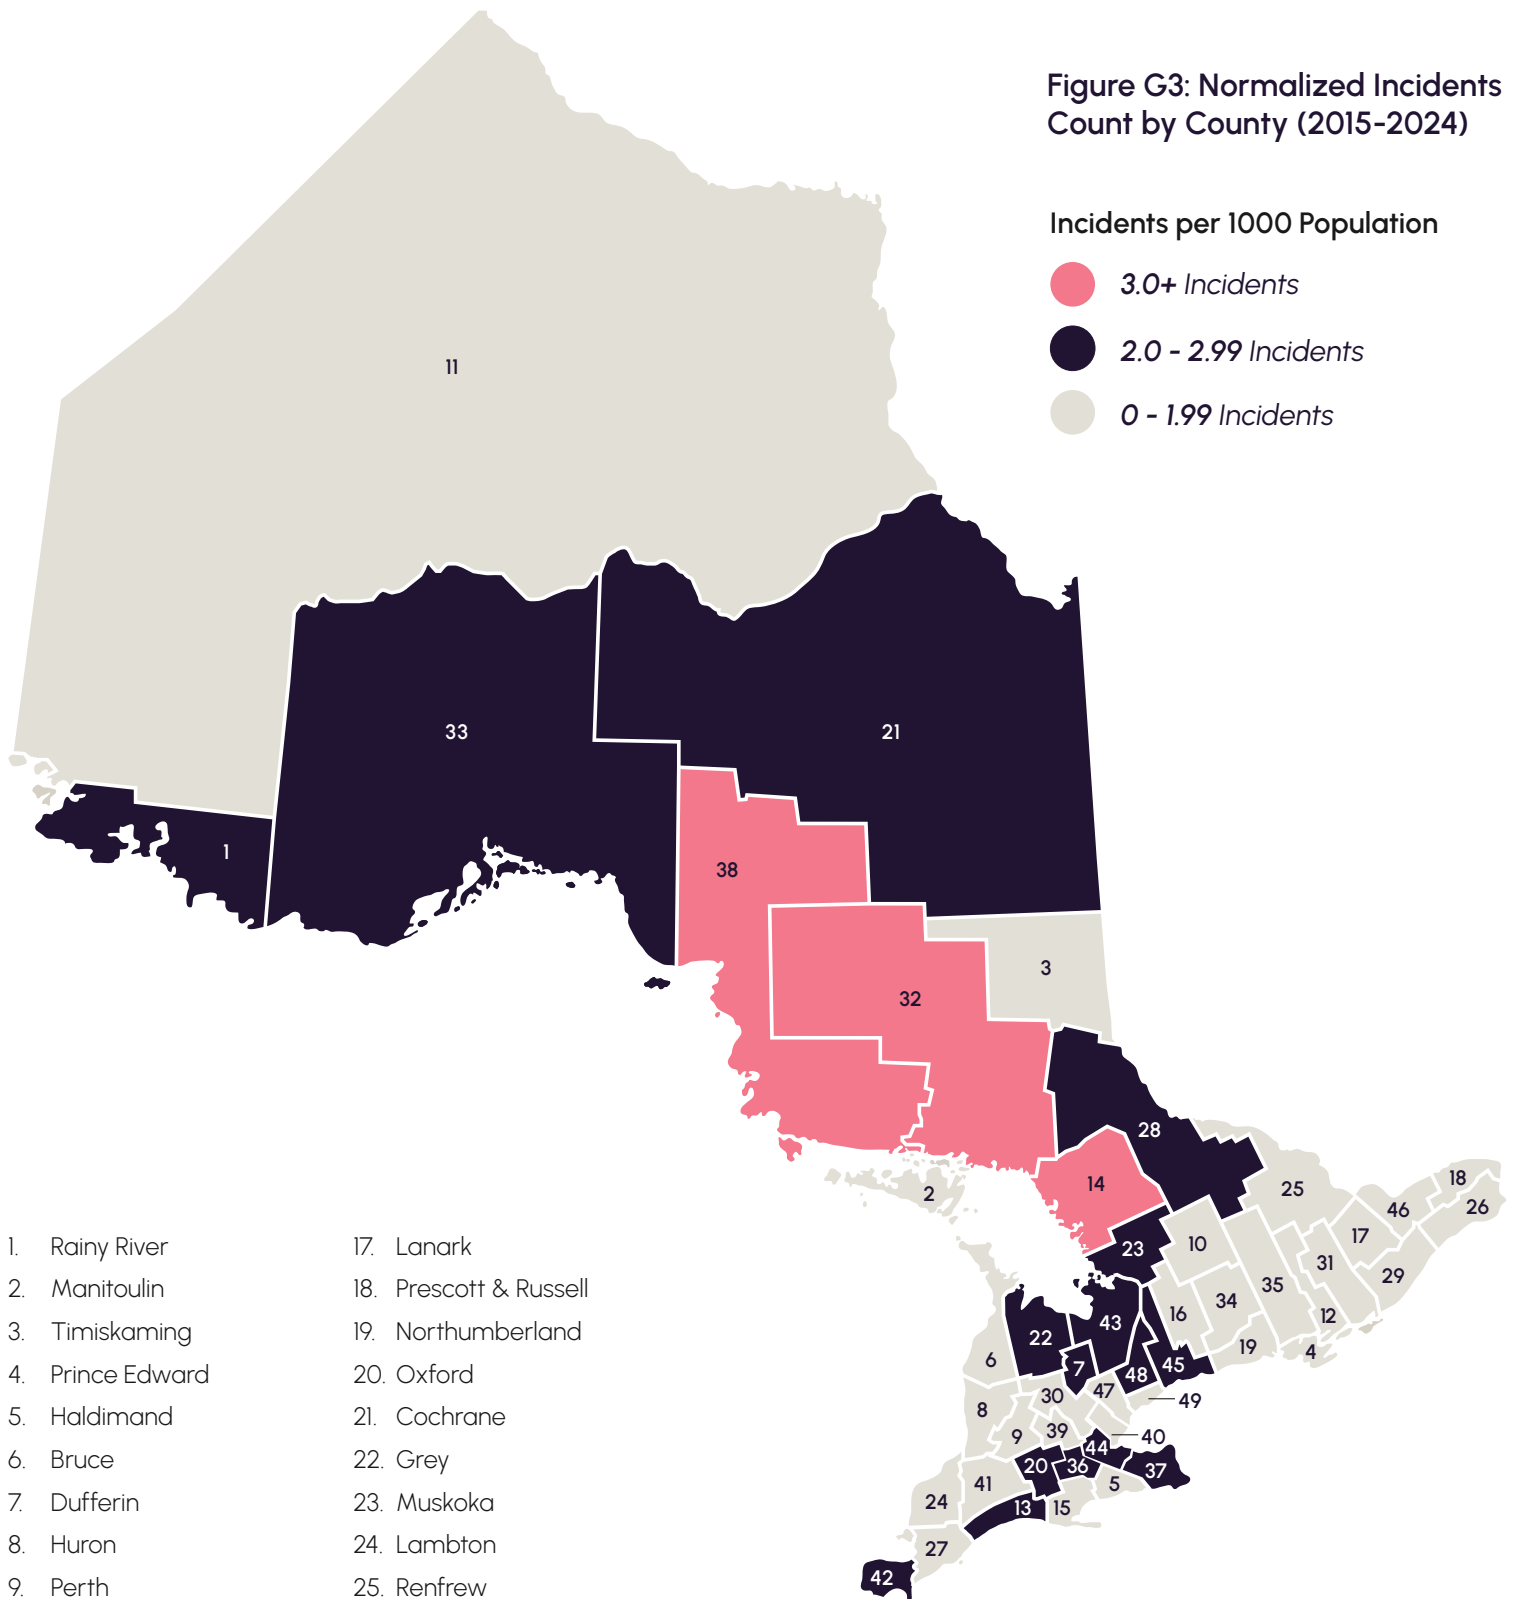 Figure G3: Normalized Incidents
Count by County (2015-2024)
Incidents per 1000 Population
3.0+ Incidents
2.0 - 2.99 Incidents
0 - 1.99 Incidents
11
33
21
1
38
3
32
28
14
2
25
18
46
26
23
10
17
31
29
35
34
16
12
43
22
19
4
6
7
45
48
47
30
49
8
39
9
40
44
20
36
37
41
5
24
13
15
27
42
1. Rainy River
2. Manitoulin
3. Timiskaming
4. Prince Edward
5. Haldimand
6. Bruce
7. Dufferin
8. Huron
9. Perth
17. Lanark
18. Prescott & Russell
19. Northumberland
20. Oxford
21. Cochrane
22. Grey
23. Muskoka
24. Lambton
25. Renfrew